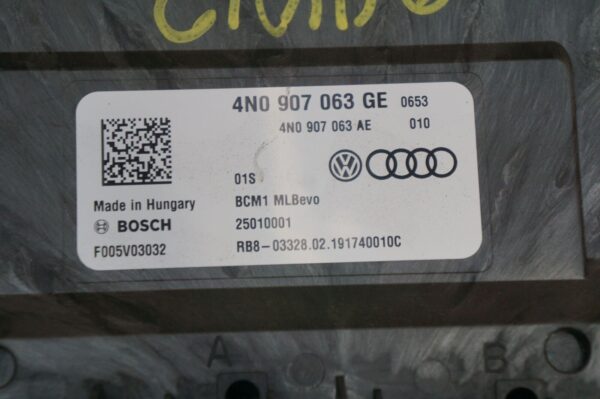 4N0 907 063 GE 0653
4N0 907 063 AE 010
01S
BCM1 MLBevo
Made in Hungary
BOSCH
25010001
F005V03032
RB8-03328.02.191740010C
A B